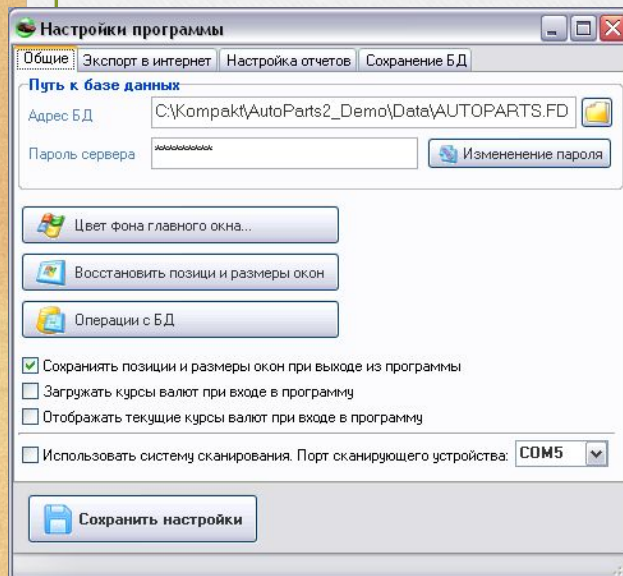 Настройки программы
Общие Экспорт в интернет Настройка отчетов Сохранение БД
Путь к базе данных
Адрес БД C:\Kompakt\AutoParts2_Demo\Data\AUTOPARTS.FD
Пароль сервера ********** Измененение пароля
Цвет фона главного окна...
Восстановить позици и размеры окон
Операции с БД
Сохраниять позиции и размеры окон при выходе из программы
Загружать курсы валют при входе в программу
Отображать текущие курсы валют при входе в программу
Использовать систему сканирования. Порт сканирующего устройства: COM5
Сохранить настройки